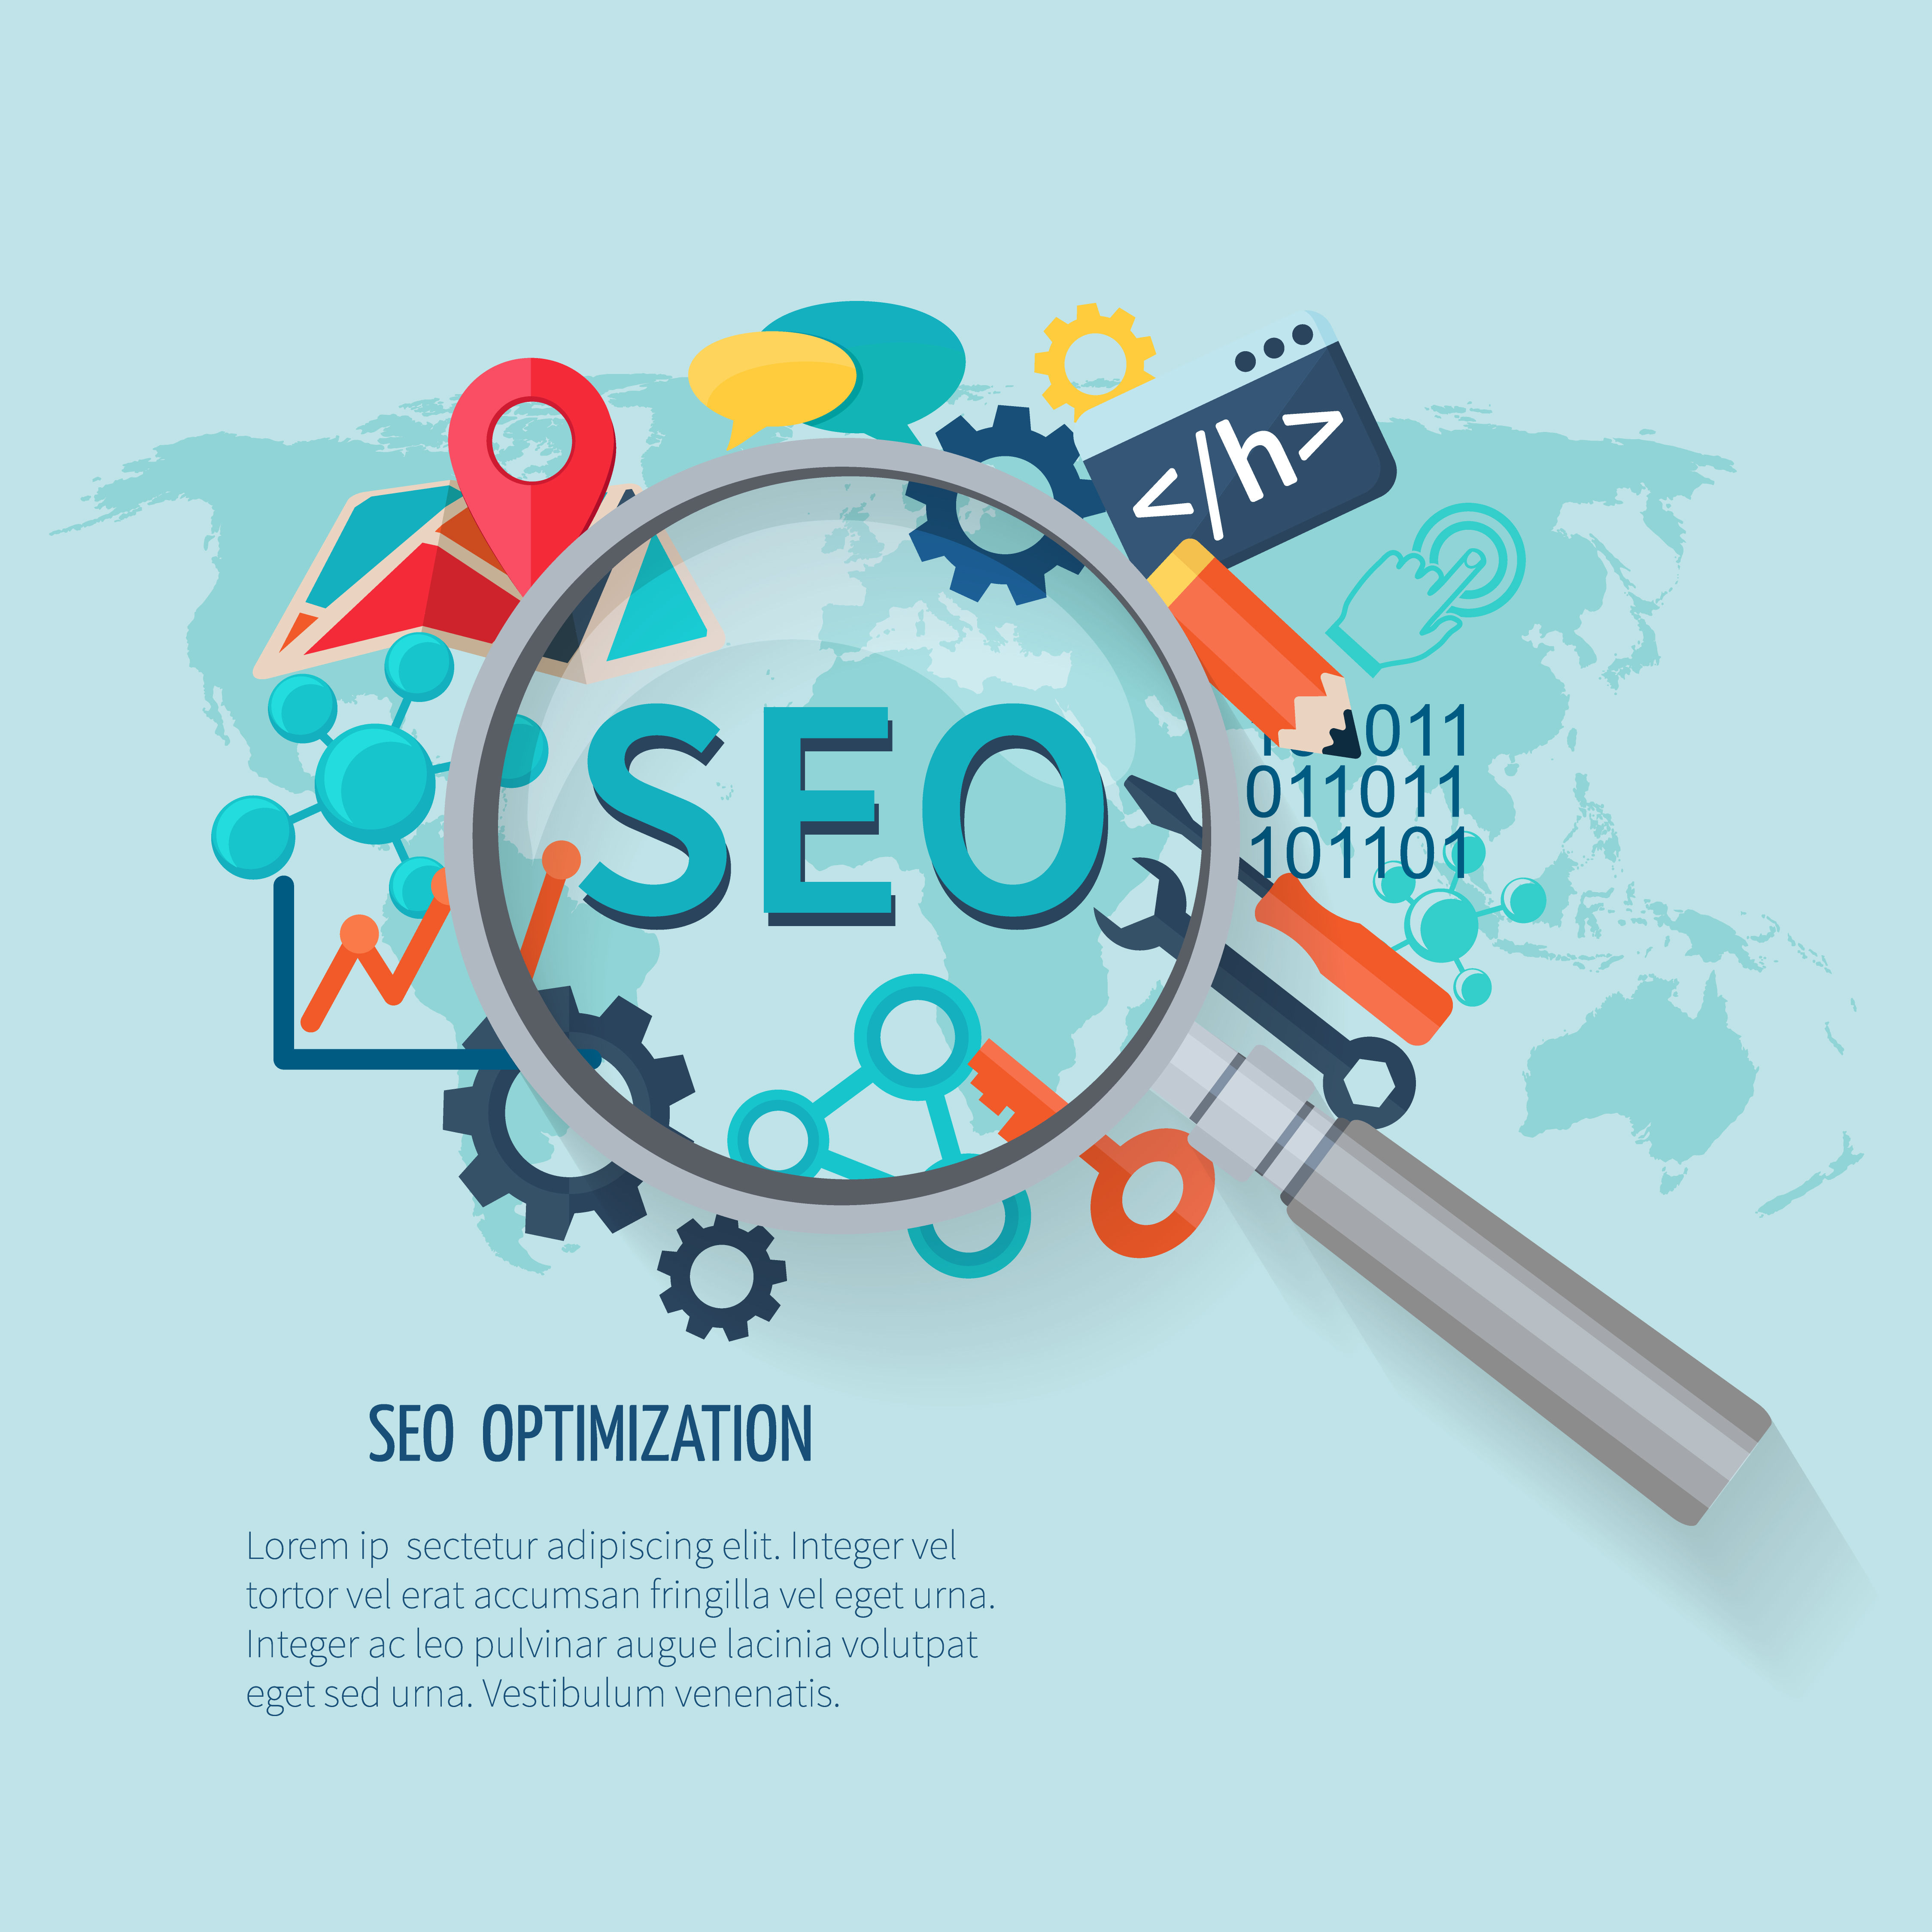 </h>
SEO
011
011011
101101
SEO OPTIMIZATION
Lorem ip  sectetur adipiscing elit. Integer vel
tortor vel erat accumsan fringilla vel eget urna.
Integer ac leo pulvinar augue lacinia volutpat
eget sed urna. Vestibulum venenatis.